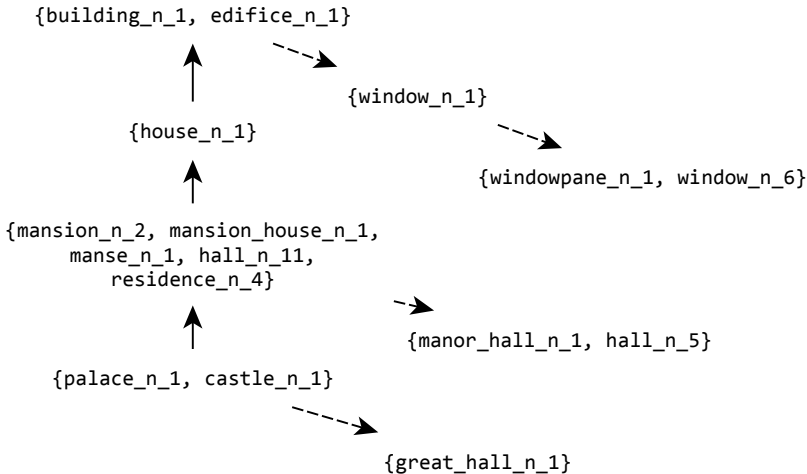 {building_n_1, edifice_n_1}
{window_n_1}
{house_n_1}
{windowpane_n_1, window_n_6}
{mansion_n_2, mansion_house_n_1,
manse_n_1, hall_n_11,
residence_n_4}
{manor_hall_n_1, hall_n_5}
{palace_n_1, castle_n_1}
{great_hall_n_1}